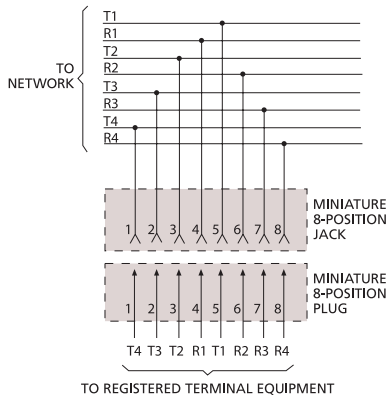 T1
R1
T2
TO
NETWORK
R2
T3
R3
T4
R4
1 2 3 4 5 6 7 8
MINIATURE
8-POSITION
JACK
1 2 3 4 5 6 7 8
MINIATURE
8-POSITION
PLUG
T4 T3 T2 R1 T1 R2 R3 R4
TO REGISTERED TERMINAL EQUIPMENT